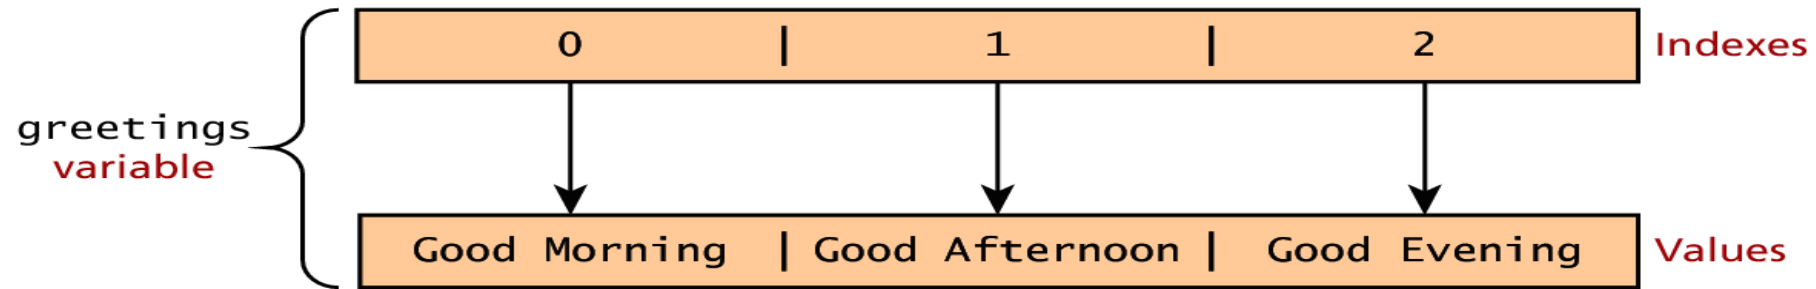 0 | 1 | 2 Indexes
greetings
variable
Good Morning | Good Afternoon | Good Evening Values